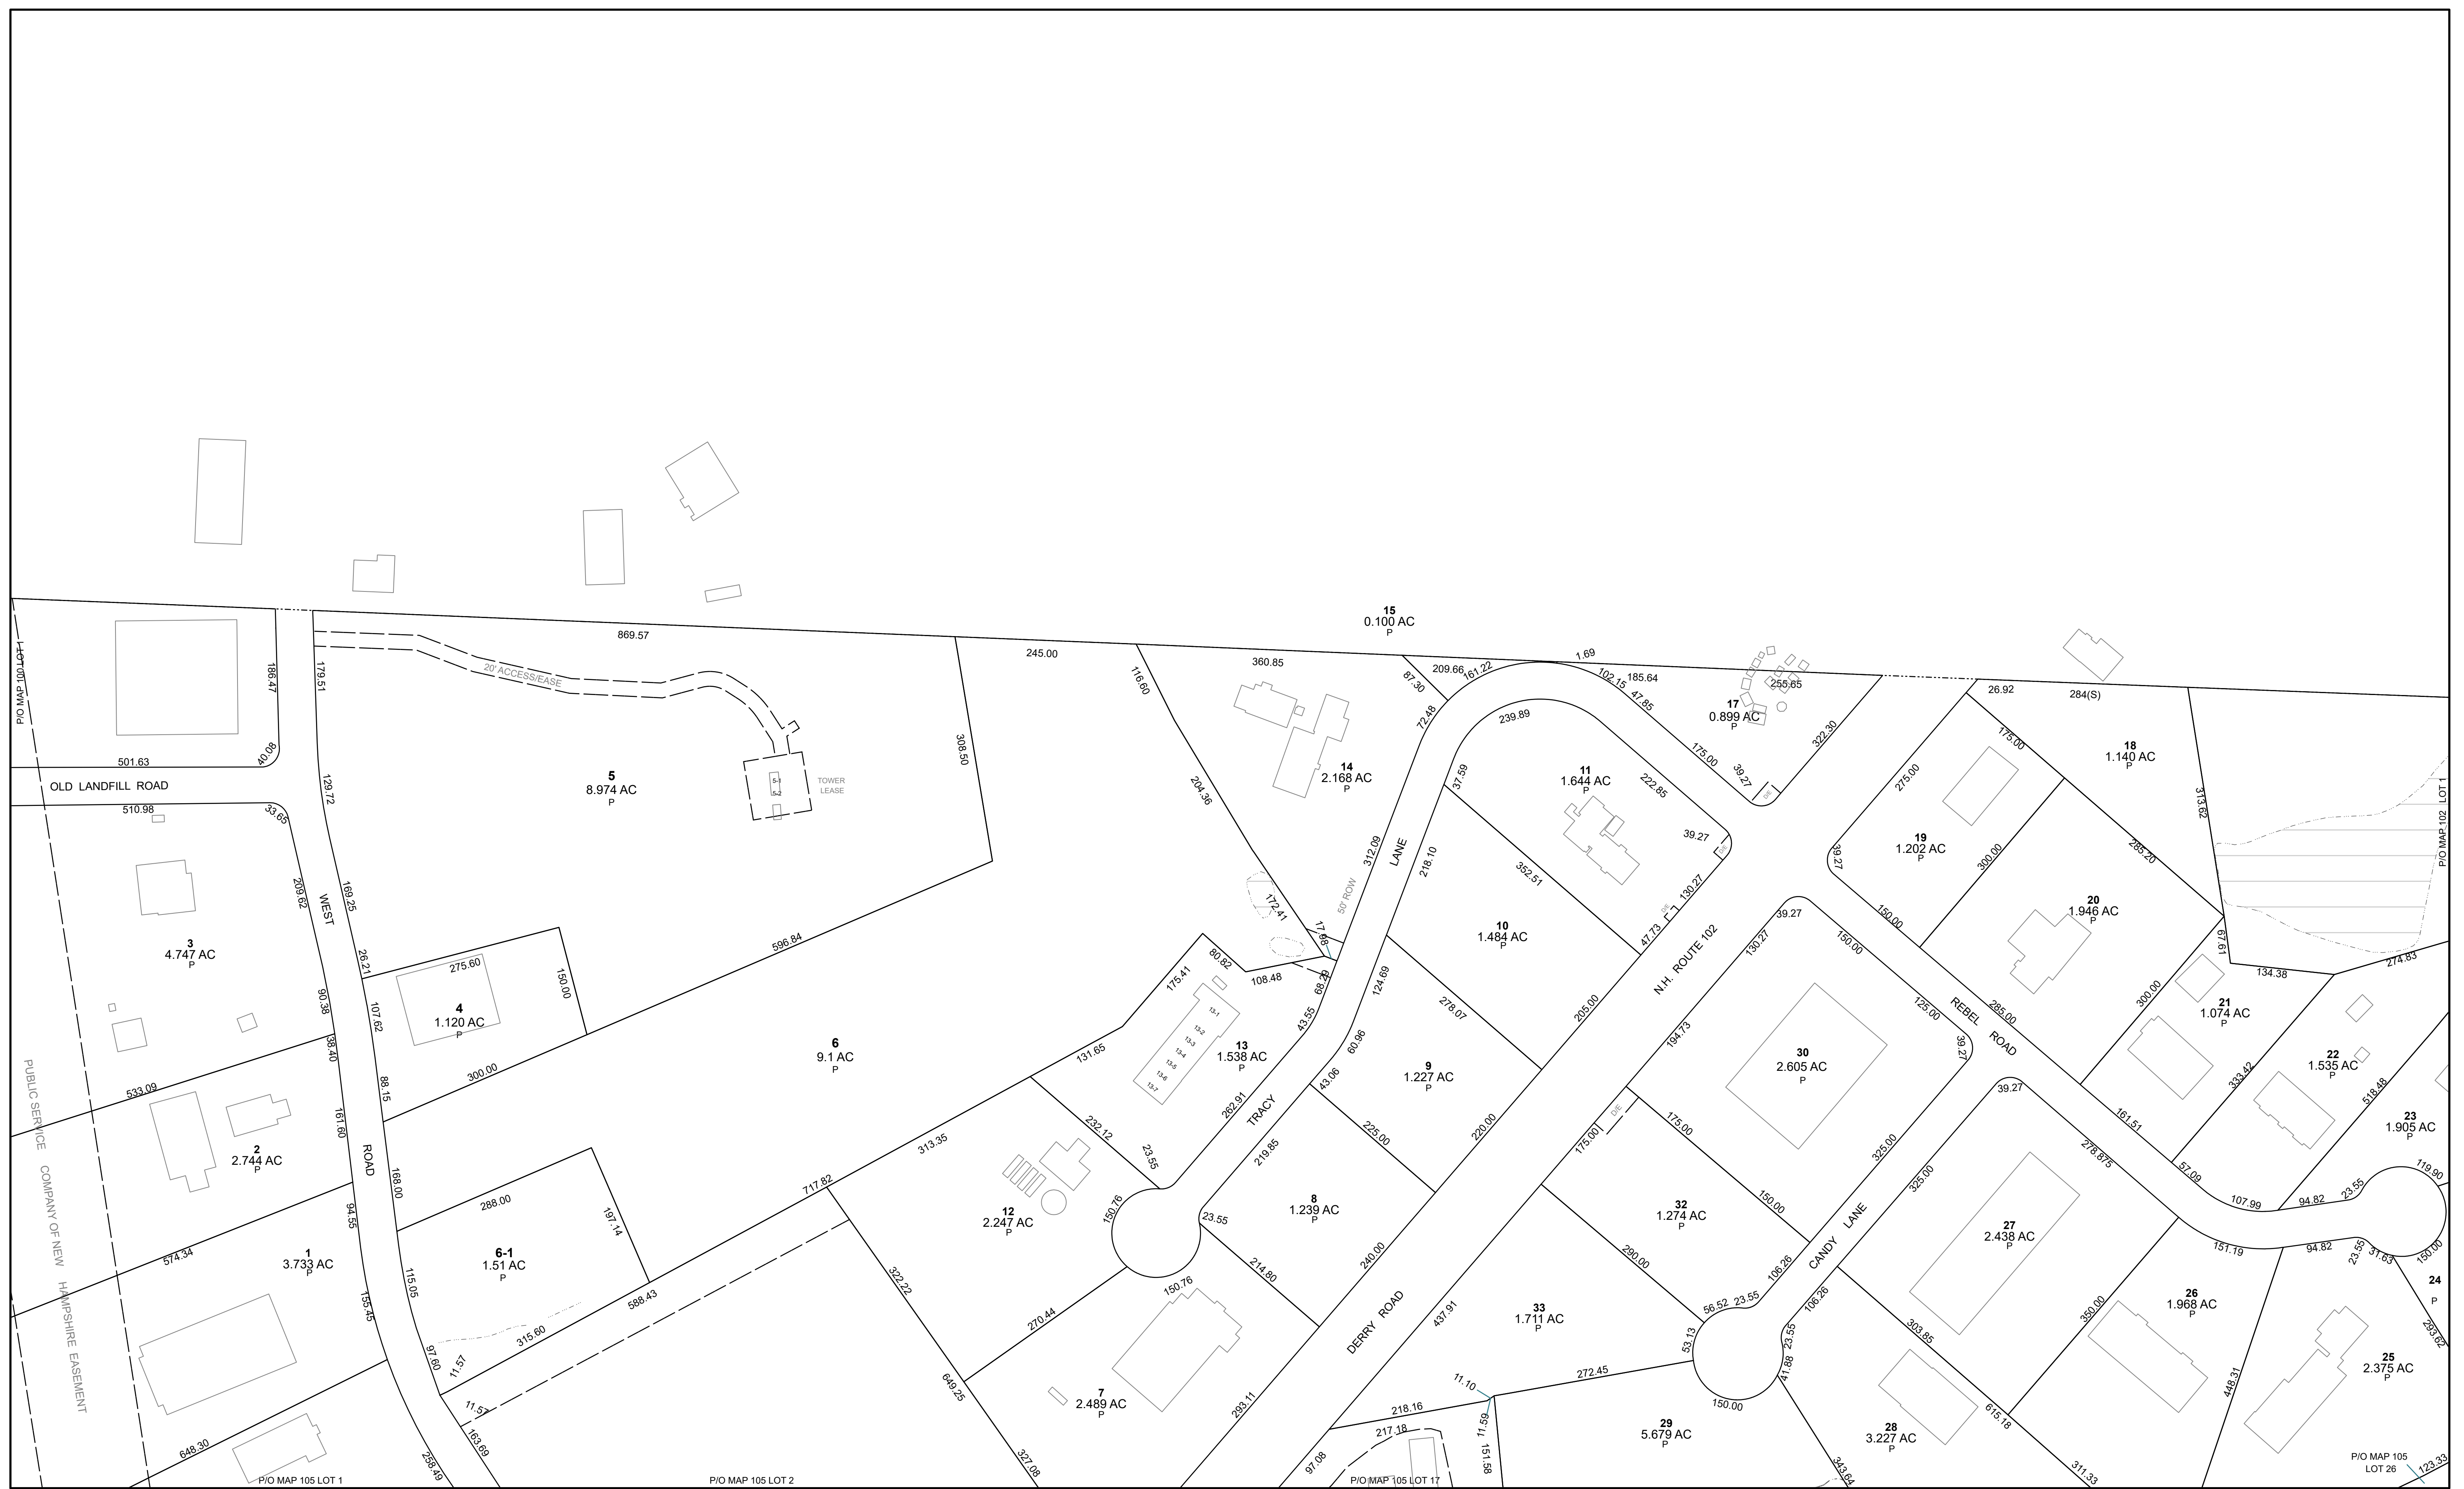 15
0.100 AC
P
869.57
245.00
360.85
209.66
161.22
1.69
102.15
185.64
47.85
255.65
26.92
284(S)
P/O MAP 101 LOT 1
186.47
179.51
20' ACCESS/EASE
308.50
116.60
87.30
72.48
239.89
17
0.899 AC
P
175.00
322.30
39.27
D/E
175.00
18
1.140 AC
P
313.62
501.63
40.08
OLD LANDFILL ROAD
510.98
33.65
129.72
5
8.974 AC
P
5-1
5-2
TOWER
LEASE
204.36
14
2.168 AC
P
37.59
11
1.644 AC
P
222.85
39.27
D/E
275.00
19
1.202 AC
P
39.27
300.00
285.20
P/O MAP 102 LOT 1
312.09
LANE
218.10
352.51
130.27
D/E
47.73
50' ROW
172.41
17.98
209.62
169.25
WEST
3
4.747 AC
P
90.38
26.21
275.60
150.00
4
1.120 AC
P
107.62
596.84
80.82
175.41
108.48
68.29
43.55
124.69
10
1.484 AC
P
278.07
205.00
N.H. ROUTE 102
39.27
130.27
150.00
150.00
20
1.946 AC
P
67.61
134.38
274.83
125.00
285.00
REBEL
ROAD
300.00
21
1.074 AC
P
38.40
533.09
300.00
88.15
6
9.1 AC
P
131.65
13-1
13-2
13-3
13-4
13-5
13-6
13-7
13
1.538 AC
P
60.96
43.06
9
1.227 AC
P
194.73
30
2.605 AC
P
39.27
39.27
333.42
22
1.535 AC
P
518.48
23
1.905 AC
P
PUBLIC SERVICE COMPANY OF NEW HAMPSHIRE EASEMENT
161.60
2
2.744 AC
P
ROAD
168.00
313.35
232.12
262.91
TRACY
23.55
219.85
225.00
220.00
175.00
D/E
175.00
325.00
278.875
161.51
57.09
119.90
94.55
574.34
1
3.733 AC
P
288.00
197.14
6-1
1.51 AC
P
717.82
12
2.247 AC
P
150.76
23.55
8
1.239 AC
P
32
1.274 AC
P
150.00
325.00
CANDY LANE
27
2.438 AC
P
107.99
94.82
23.55
151.19
94.82
23.55
31.63
150.00
155.45
115.05
588.43
322.22
270.44
150.76
214.80
240.00
290.00
106.26
56.52
23.55
106.26
350.00
26
1.968 AC
P
24
P
315.60
97.60
11.57
DERRY ROAD
437.91
33
1.711 AC
P
53.13
23.55
303.85
293.62
25
2.375 AC
P
11.57
649.25
7
2.489 AC
P
293.11
11.10
272.45
41.88
448.31
218.16
11.59
150.00
615.18
163.69
648.30
217.18
29
5.679 AC
P
28
3.227 AC
P
258.49
327.08
97.08
151.58
343.64
311.33
P/O MAP 105
LOT 26
123.33
P/O MAP 105 LOT 1
P/O MAP 105 LOT 2
P/O MAP 105 LOT 17